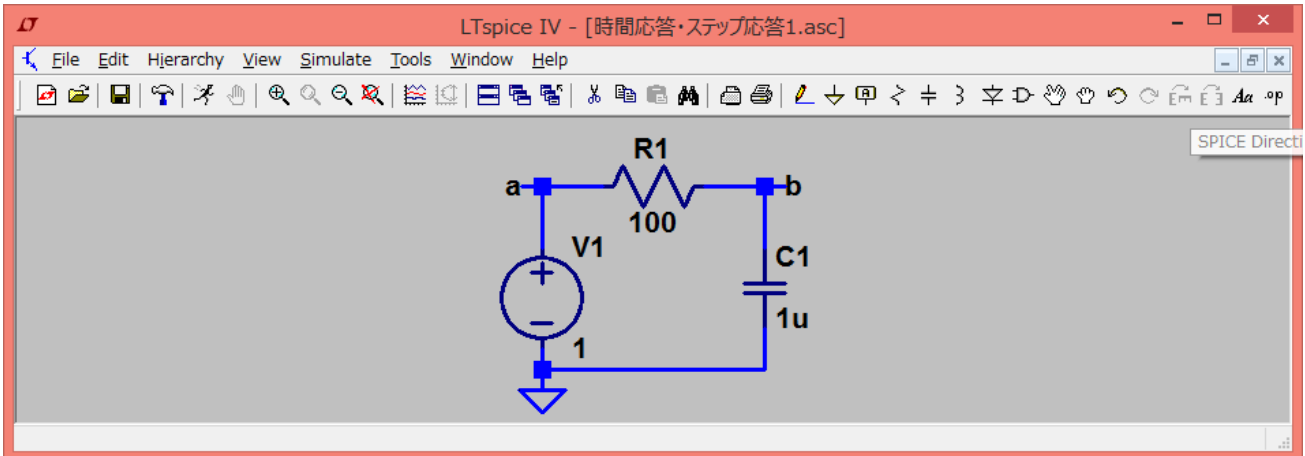 LTspice IV - [時間応答・ステップ応答1.asc]
File Edit Hierarchy View Simulate Tools Window Help
Aa .op
SPICE Directi
R1
a
b
100
V1
C1
1u
1